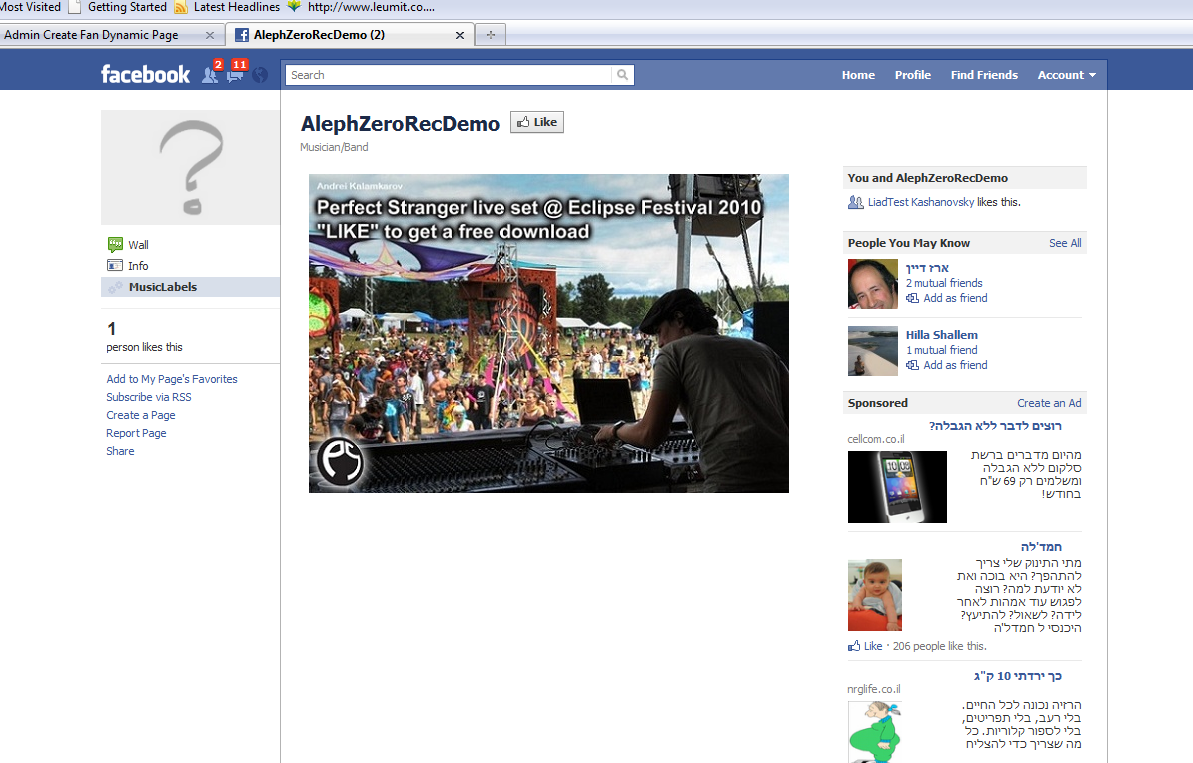 Most Visited Getting Started Latest Headlines http://www.leumit.co....
Admin Create Fan Dynamic Page
AlephZeroRecDemo (2)
facebook
2
11
Search
Home Profile Find Friends Account
AlephZeroRecDemo
Like
Musician/Band
Wall
Info
MusicLabels
1
person likes this
Add to My Page's Favorites
Subscribe via RSS
Create a Page
Report Page
Share
Andrei Kalamkarov
Perfect Stranger live set @ Eclipse Festival 2010
"LIKE" to get a free download
PS
You and AlephZeroRecDemo
LiadTest Kashanovsky likes this.
People You May Know See All
ארז דיין
2 mutual friends
Add as friend
Hilla Shallem
1 mutual friend
Add as friend
Sponsored Create an Ad
רוצים לדבר ללא הגבלה?
cellcom.co.il
10 08
מהיום מדברים ברשת
סלקום ללא הגבלה
ומשלמים רק 69 ש"ח
בחודש!
חמד'לה
מתי התינוק שלי צריך
להתהפך? היא בוכה ואת
לא יודעת למה? רוצה
לפגוש עוד אמהות לאחר
לידה? לשאול? להתיעץ?
היכנסי ל חמדל'ה
Like · 206 people like this.
כך ירדתי 10 ק"ג
nrglife.co.il
הרזיה נכונה לכל החיים.
בלי רעב, בלי תפריטים,
בלי לספור קלוריות. כל
מה שצריך כדי להצליח